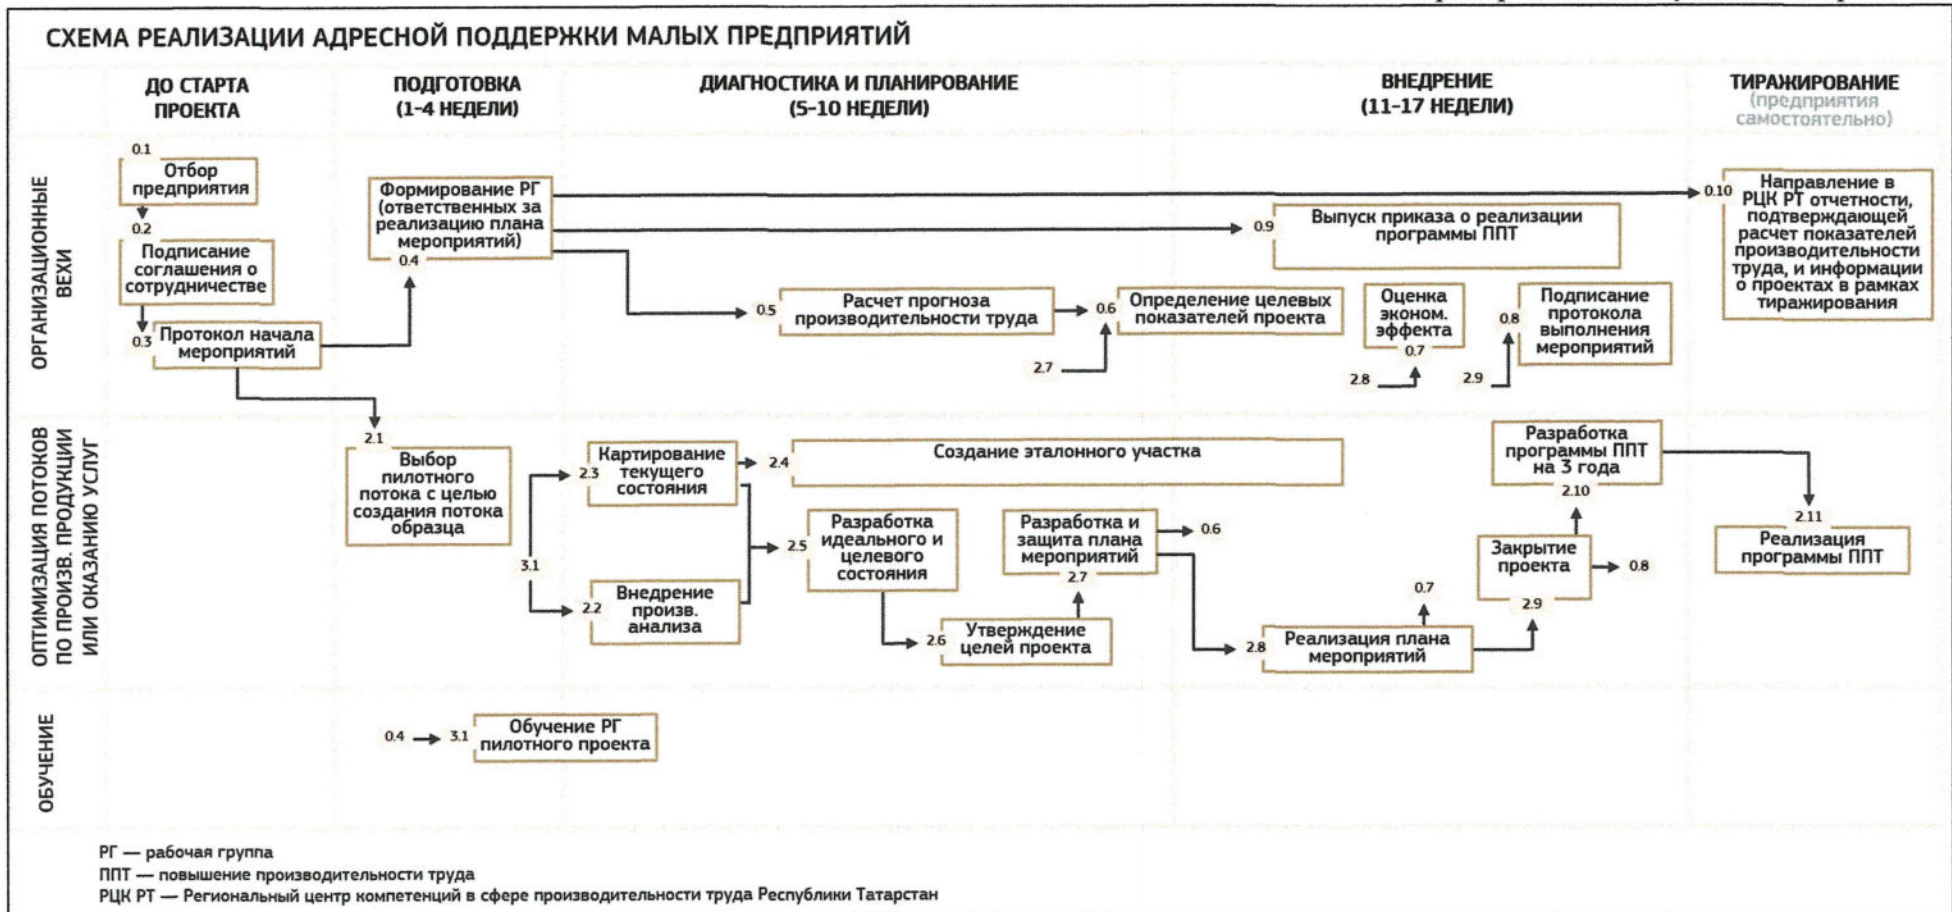 СХЕМА РЕАЛИЗАЦИИ АДРЕСНОЙ ПОДДЕРЖКИ МАЛЫХ ПРЕДПРИЯТИЙ
ДО СТАРТА
ПРОЕКТА
ПОДГОТОВКА
(1–4 НЕДЕЛИ)
ДИАГНОСТИКА И ПЛАНИРОВАНИЕ
(5–10 НЕДЕЛИ)
ВНЕДРЕНИЕ
(11–17 НЕДЕЛИ)
ТИРАЖИРОВАНИЕ
(предприятия
самостоятельно)
ОРГАНИЗАЦИОННЫЕ
ВЕХИ
0.1
Отбор
предприятия
0.2
Подписание
соглашения о
сотрудничестве
0.3
Протокол начала
мероприятий
Формирование РГ
(ответственных за
реализацию плана
мероприятий)
0.4
0.5
Расчет прогноза
производительности труда
0.6
Определение целевых
показателей проекта
2.7
0.9
Выпуск приказа о реализации
программы ППТ
Оценка
эконом.
эффекта
0.7
2.8
0.8
Подписание
протокола
выполнения
мероприятий
2.9
0.10
Направление в
РЦК РТ отчетности,
подтверждающей
расчет показателей
производительности
труда, и информации
о проектах в рамках
тиражирования
ОПТИМИЗАЦИЯ ПОТОКОВ
ПО ПРОИЗВ. ПРОДУКЦИИ
ИЛИ ОКАЗАНИЮ УСЛУГ
2.1
Выбор
пилотного
потока с целью
создания потока
образца
3.1
2.3
Картирование
текущего
состояния
2.2
Внедрение
произв.
анализа
2.4
Создание эталонного участка
2.5
Разработка
идеального и
целевого
состояния
2.6
Утверждение
целей проекта
Разработка и
защита плана
мероприятий
2.7
0.6
2.8
Реализация плана
мероприятий
0.7
Закрытие
проекта
2.9
0.8
Разработка
программы ППТ
на 3 года
2.10
2.11
Реализация
программы ППТ
ОБУЧЕНИЕ
0.4
3.1
Обучение РГ
пилотного проекта
РГ — рабочая группа
ППТ — повышение производительности труда
РЦК РТ — Региональный центр компетенций в сфере производительности труда Республики Татарстан